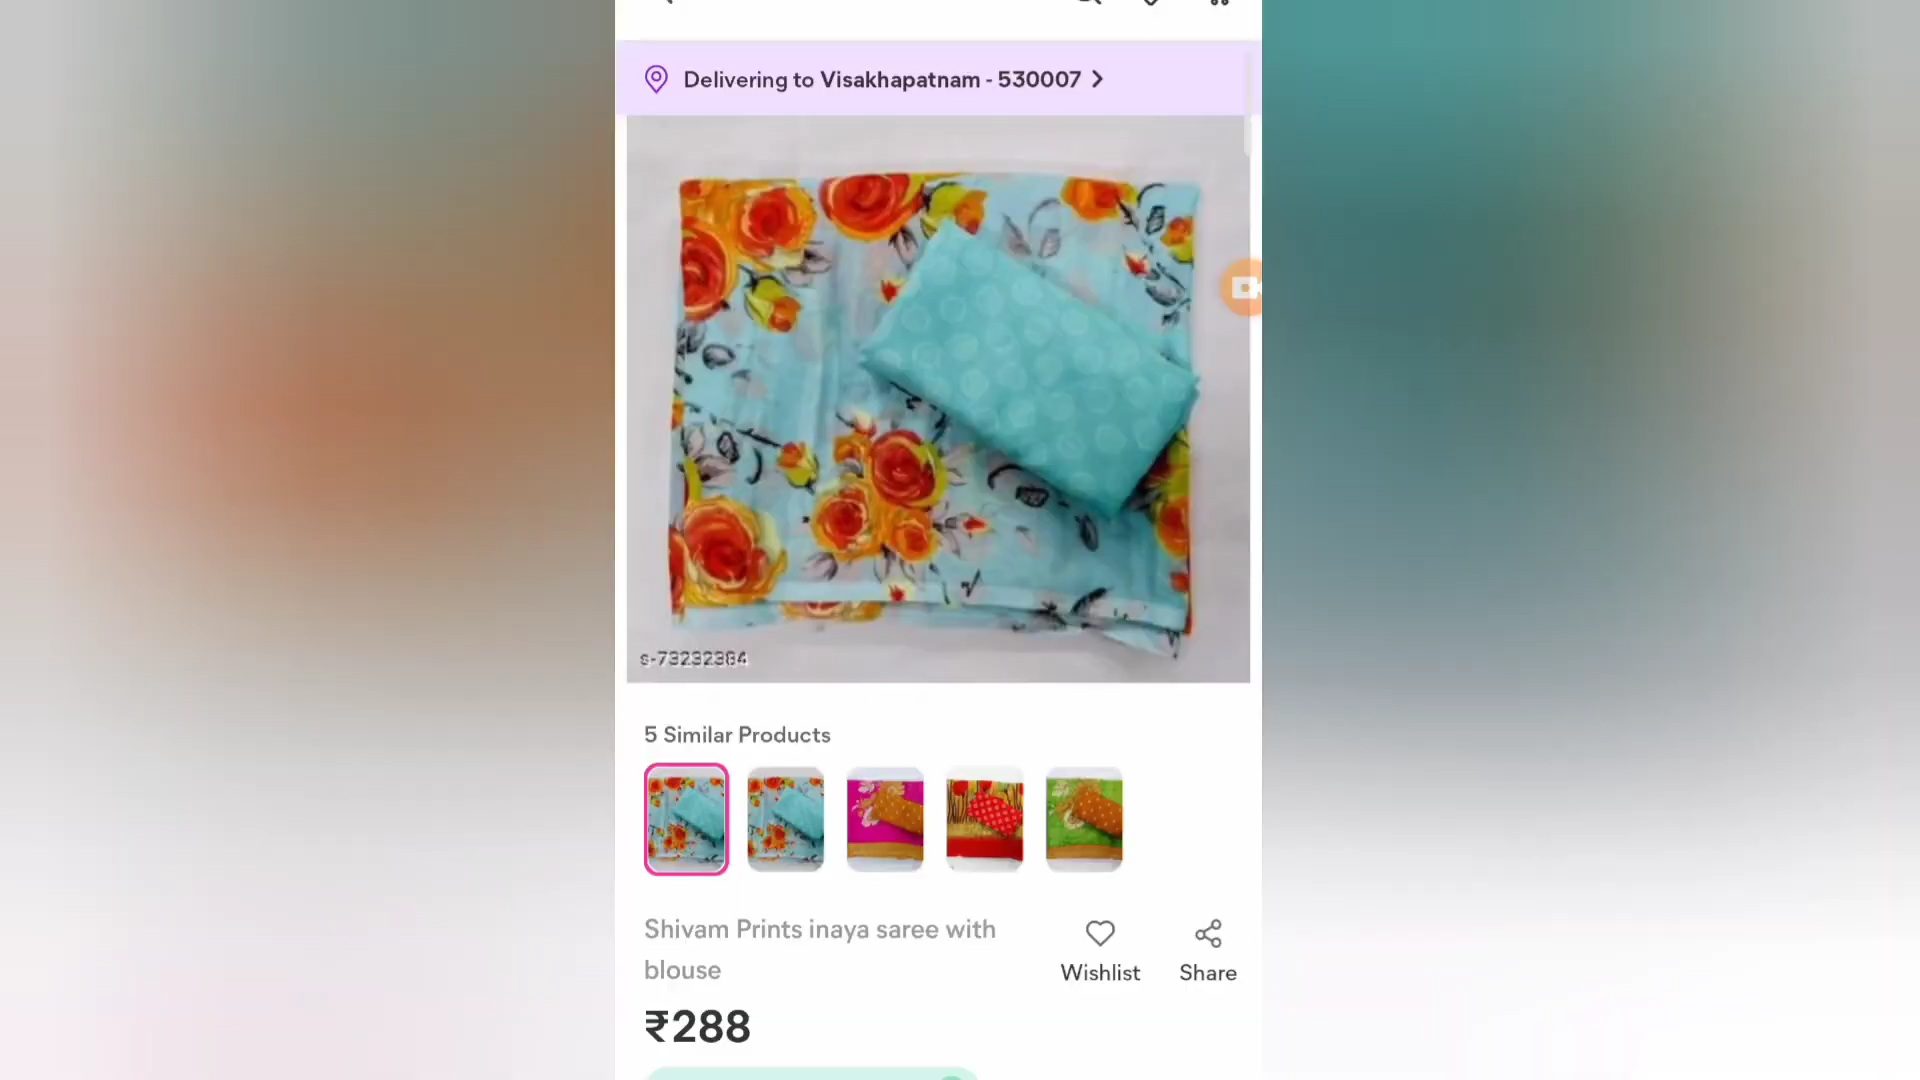 Delivering to Visakhapatnam - 530007
s-73232384
5 Similar Products
Shivam Prints inaya saree with
blouse
Wishlist
Share
₹288